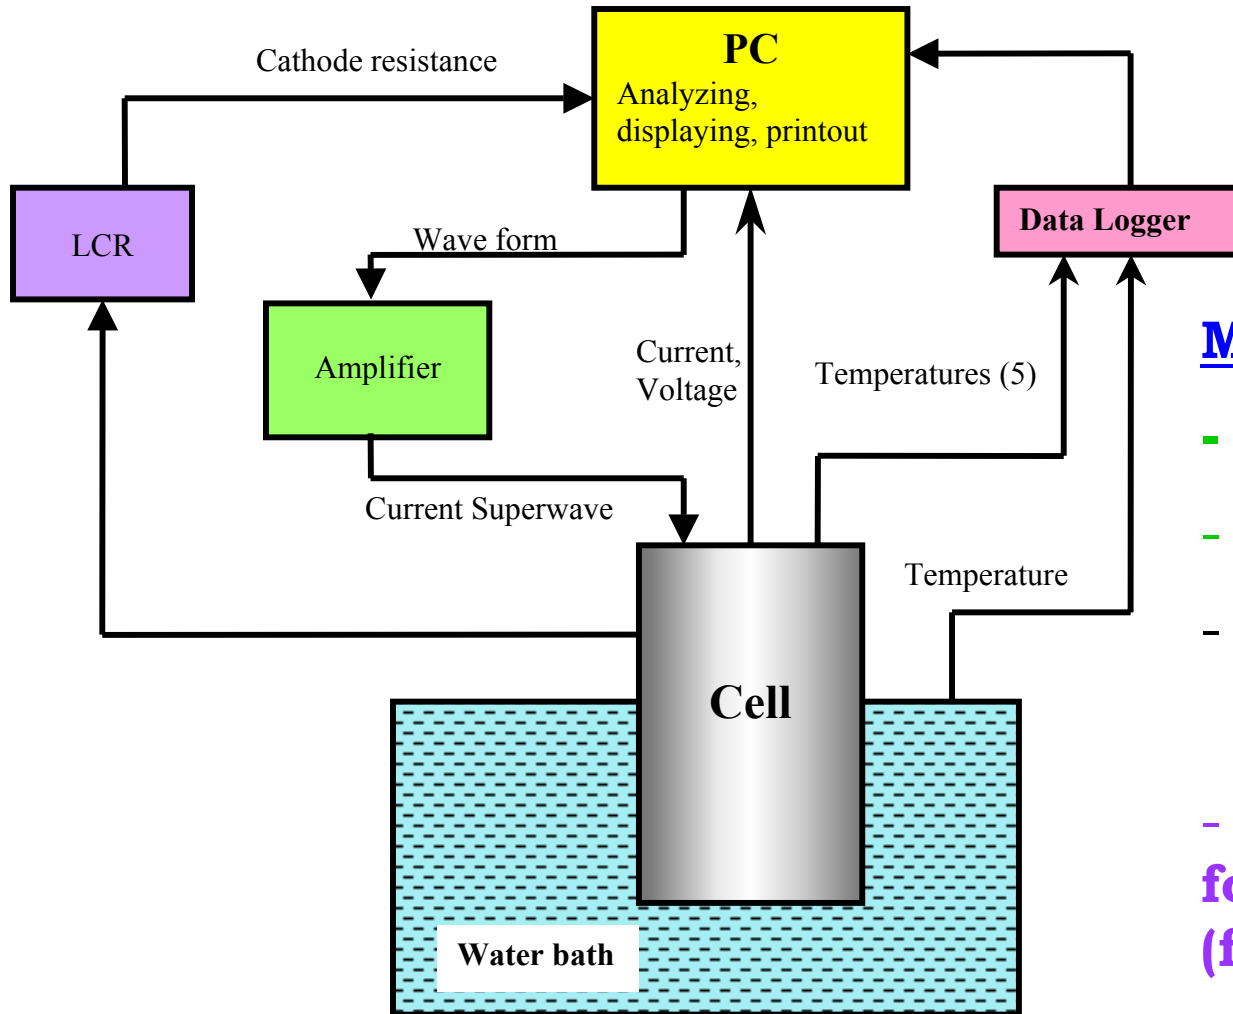 Cathode resistance
PC
Analyzing,
displaying, printout
LCR
Data Logger
Wave form
Amplifier
Current,
Voltage
Temperatures (5)
Current Superwave
Temperature
Cell
Water bath
M
-
-
-
-
fo
(f